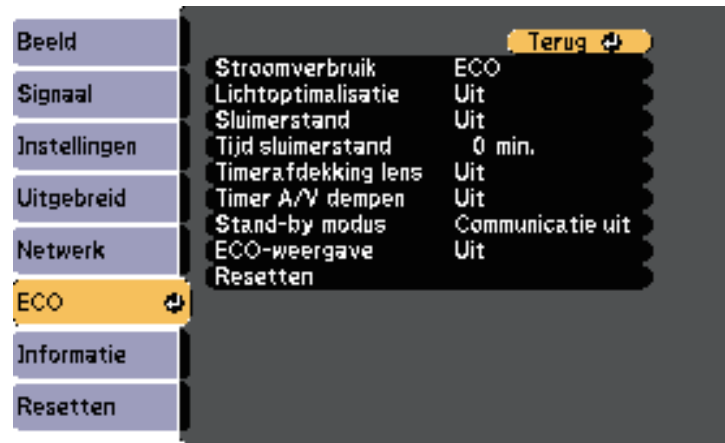 Beeld
Signaal
Instellingen
Uitgebreid
Netwerk
ECO
Informatie
Resetten
Terug
Stroomverbruik ECO
Lichtoptimalisatie Uit
Sluimerstand Uit
Tijd sluimerstand 0 min.
Timerafdekking lens Uit
Timer A/V dempen Uit
Stand-by modus Communicatie uit
ECO-weergave Uit
Resetten